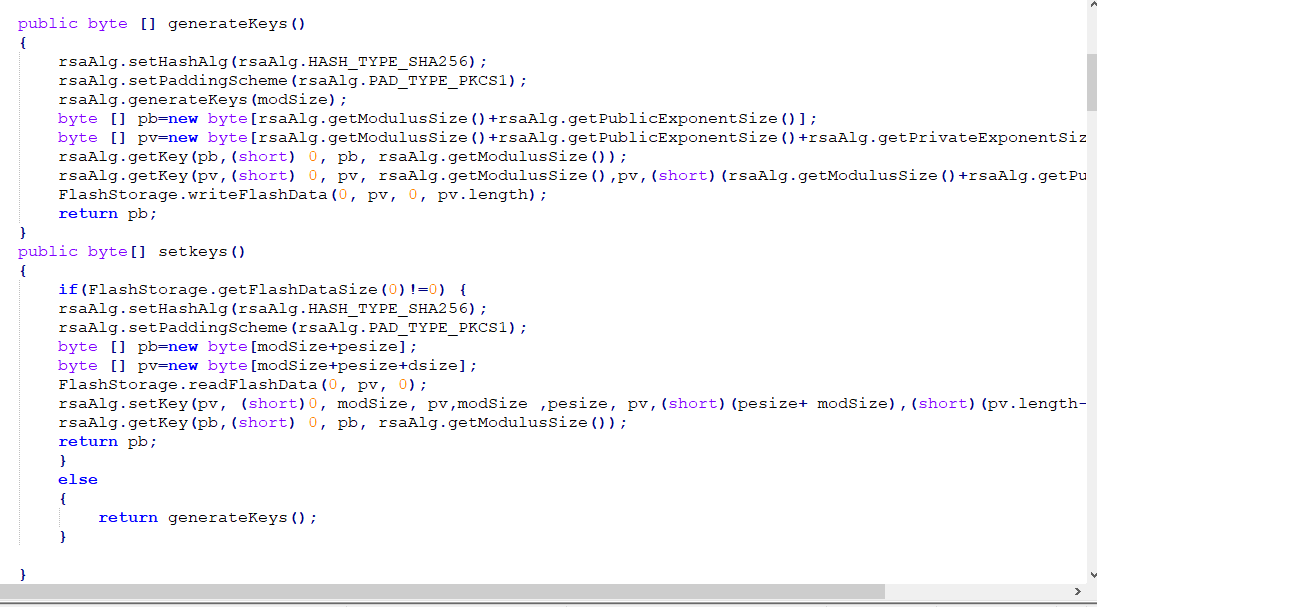 public byte [] generateKeys()
{
rsaAlg.setHashAlg(rsaAlg.HASH_TYPE_SHA256);
rsaAlg.setPaddingScheme(rsaAlg.PAD_TYPE_PKCS1);
rsaAlg.generateKeys(modSize);
byte [] pb=new byte[rsaAlg.getModulusSize()+rsaAlg.getPublicExponentSize()];
byte [] pv=new byte[rsaAlg.getModulusSize()+rsaAlg.getPublicExponentSize()+rsaAlg.getPrivateExponentSiz
rsaAlg.getKey(pb,(short) 0, pb, rsaAlg.getModulusSize());
rsaAlg.getKey(pv,(short) 0, pv, rsaAlg.getModulusSize(),pv,(short)(rsaAlg.getModulusSize()+rsaAlg.getPu
FlashStorage.writeFlashData(0, pv, 0, pv.length);
return pb;
}
public byte[] setkeys()
{
if(FlashStorage.getFlashDataSize(0)!=0) {
rsaAlg.setHashAlg(rsaAlg.HASH_TYPE_SHA256);
rsaAlg.setPaddingScheme(rsaAlg.PAD_TYPE_PKCS1);
byte [] pb=new byte[modSize+pesize];
byte [] pv=new byte[modSize+pesize+dsize];
FlashStorage.readFlashData(0, pv, 0);
rsaAlg.setKey(pv, (short)0, modSize, pv,modSize ,pesize, pv,(short)(pesize+ modSize),(short)(pv.length-
rsaAlg.getKey(pb,(short) 0, pb, rsaAlg.getModulusSize());
return pb;
}
else
{
return generateKeys();
}
}